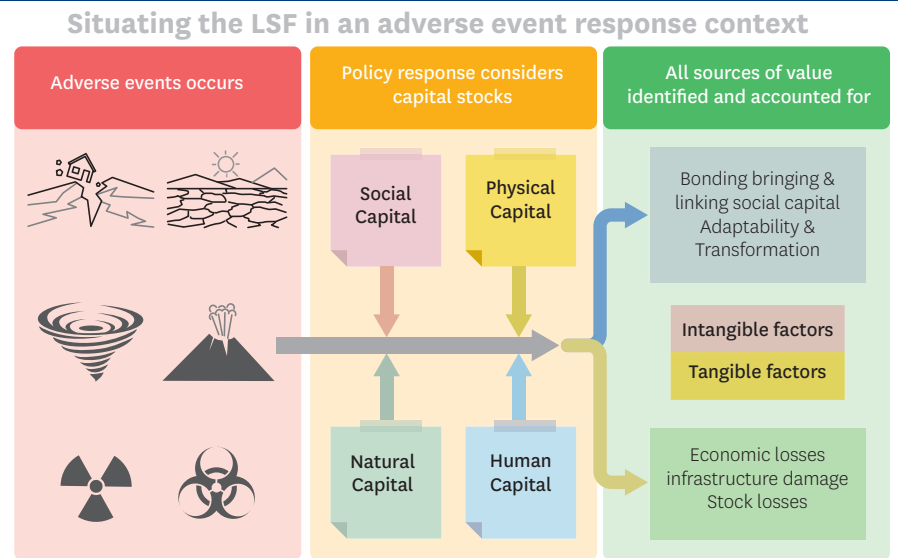 Situating the LSF in an adverse event response context
Adverse events occurs
Policy response considers
capital stocks
All sources of value
identified and accounted for
Social
Capital
Physical
Capital
Natural
Capital
Human
Capital
Bonding bringing &
linking social capital
Adaptability &
Transformation
Intangible factors
Tangible factors
Economic losses
infrastructure damage
Stock losses